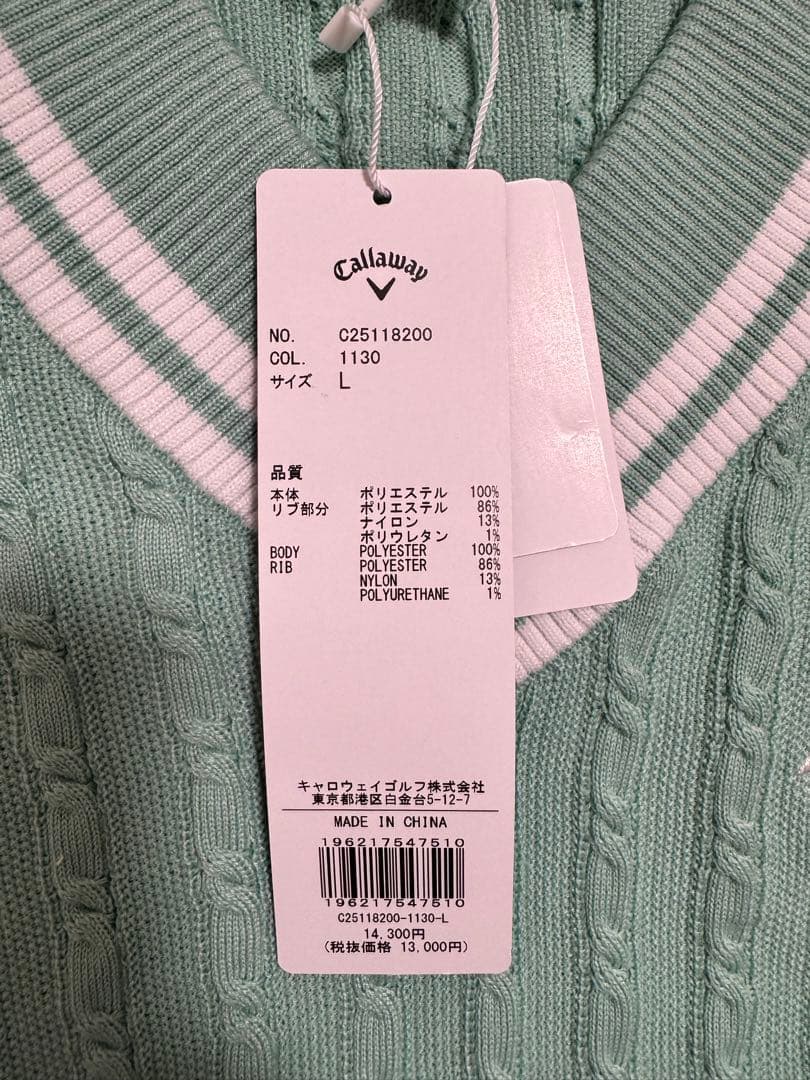 Callaway
NO. C25118200
COL. 1130
サイズ L
品質
本体 ポリエステル 100%
リブ部分 ポリエステル 86%
ナイロン 13%
ポリウレタン 1%
BODY POLYESTER 100%
RIB POLYESTER 86%
NYLON 13%
POLYURETHANE 1%
キャロウェイゴルフ株式会社
東京都港区白金台5-12-7
MADE IN CHINA
196217547510
196217547510
C25118200-1130-L
14,300円
(税抜価格 13,000円)